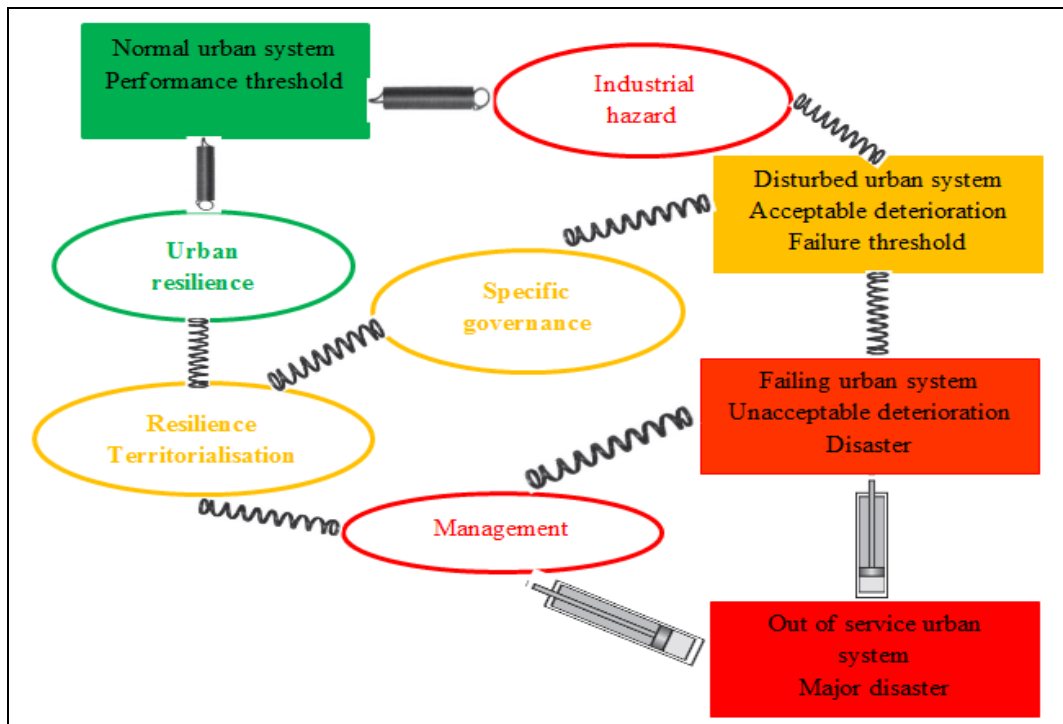 Normal urban system
Performance threshold
Industrial
hazard
Disturbed urban system
Acceptable deterioration
Failure threshold
Urban
resilience
Specific
governance
Failing urban system
Unacceptable deterioration
Disaster
Resilience
Territorialisation
Management
Out of service urban
system
Major disaster